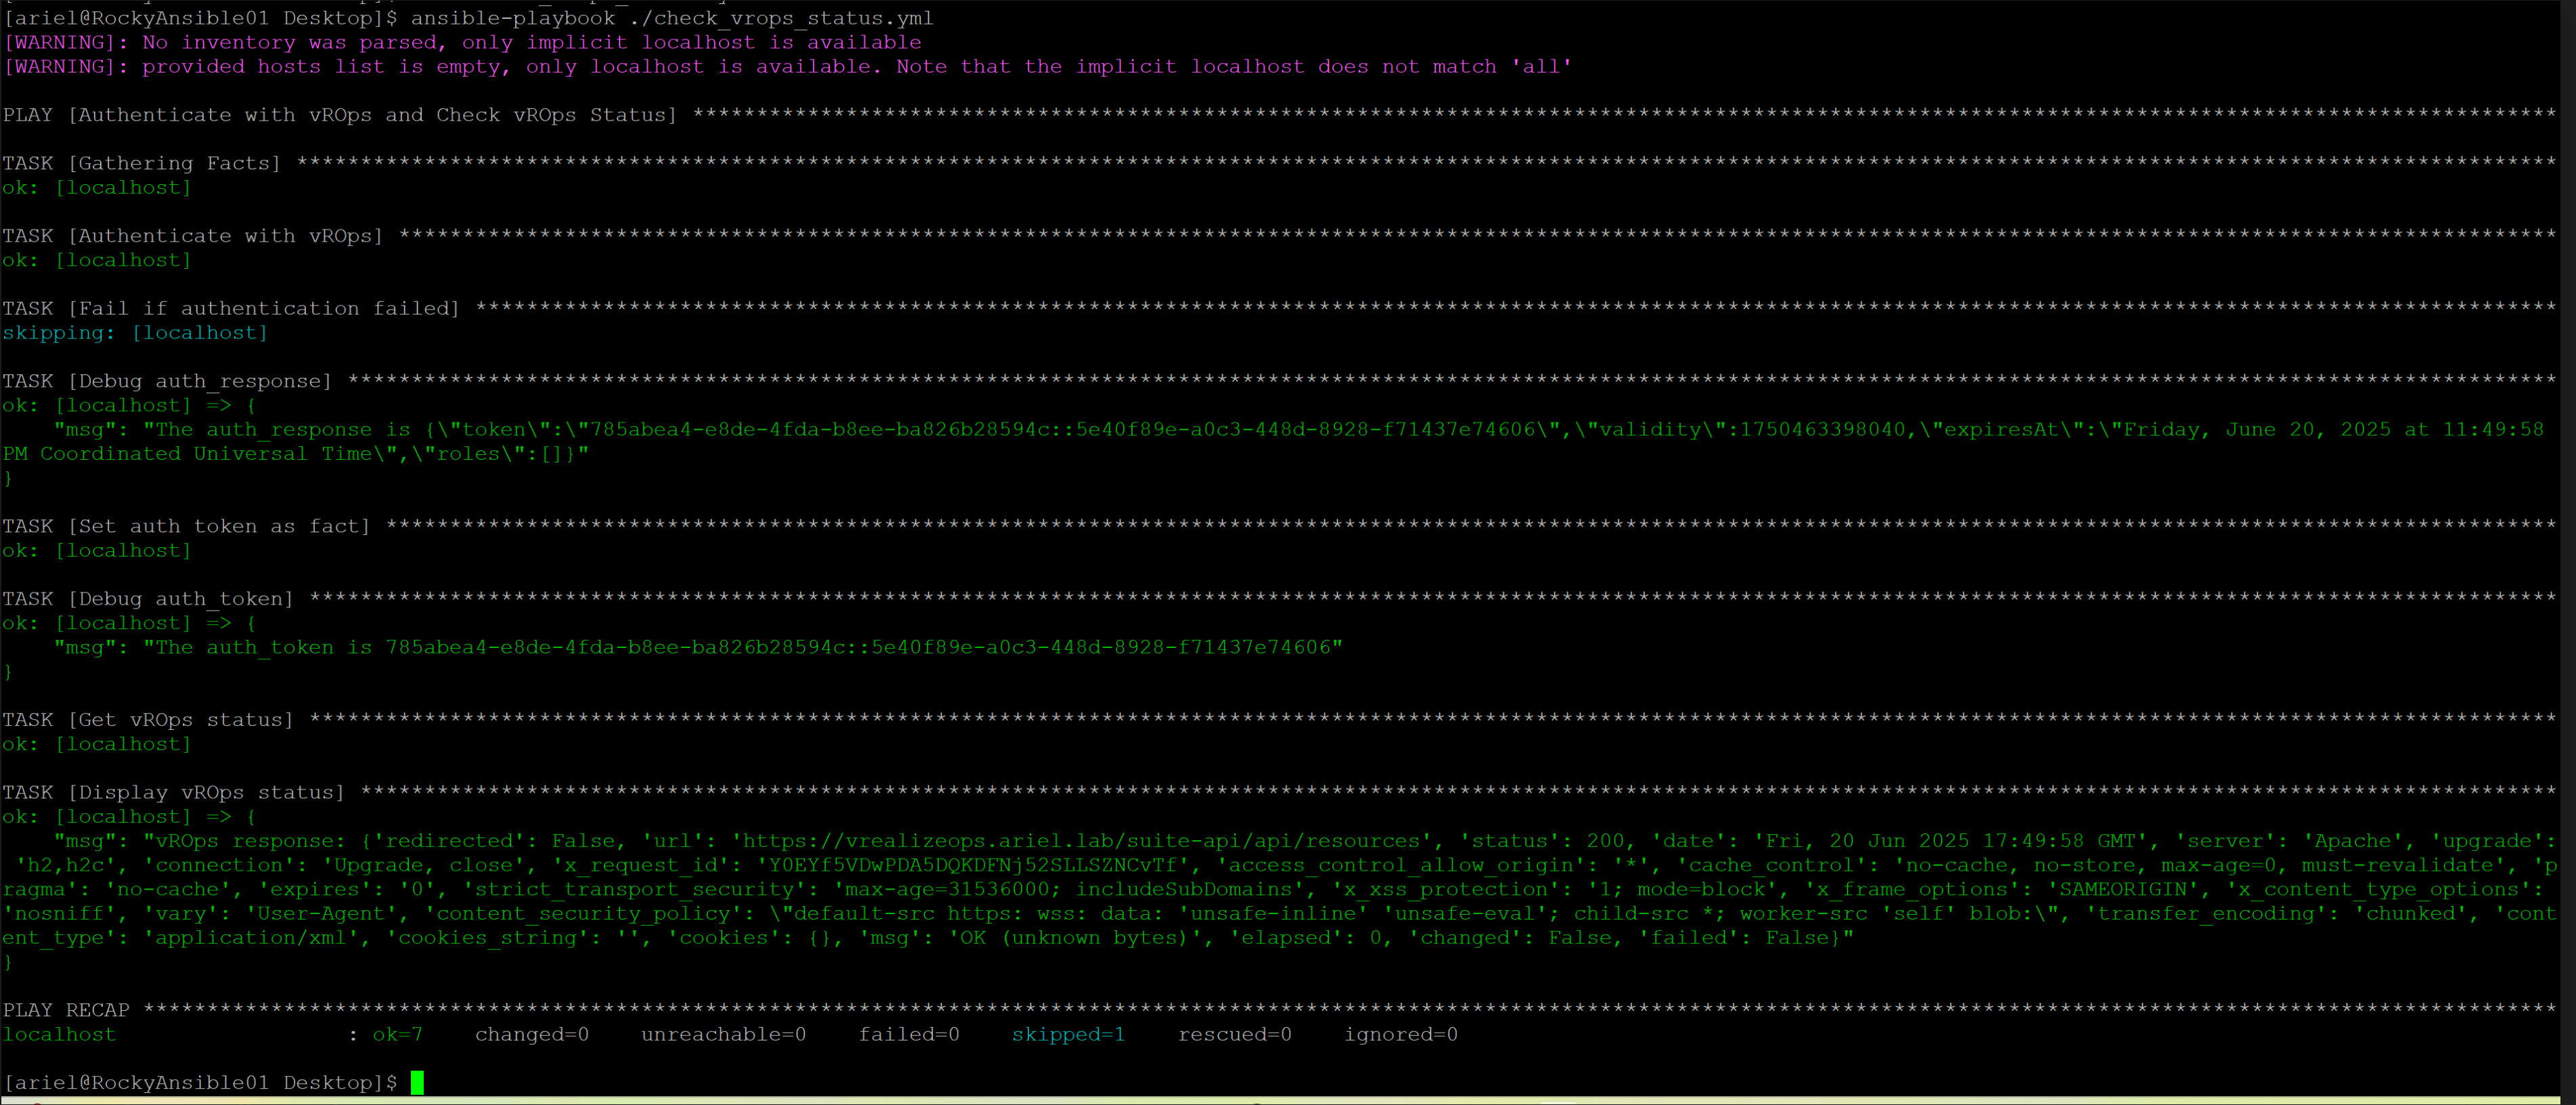 [ariel@RockyAnsible01 Desktop]$ ansible-playbook ./check_vrops_status.yml
[WARNING]: No inventory was parsed, only implicit localhost is available
[WARNING]: provided hosts list is empty, only localhost is available. Note that the implicit localhost does not match 'all'
PLAY [Authenticate with vROps and Check vROps Status] ****************************************************************************************************************************************************
TASK [Gathering Facts] ***********************************************************************************************************************************************************************************
ok: [localhost]
TASK [Authenticate with vROps] ***************************************************************************************************************************************************************************
ok: [localhost]
TASK [Fail if authentication failed] *********************************************************************************************************************************************************************
skipping: [localhost]
TASK [Debug auth_response] *******************************************************************************************************************************************************************************
ok: [localhost] => {
    "msg": "The auth_response is {\"token\":\"785abea4-e8de-4fda-b8ee-ba826b28594c::5e40f89e-a0c3-448d-8928-f71437e74606\",\"validity\":1750463398040,\"expiresAt\":\"Friday, June 20, 2025 at 11:49:58
PM Coordinated Universal Time\",\"roles\":[]}"
}
TASK [Set auth token as fact] ****************************************************************************************************************************************************************************
ok: [localhost]
TASK [Debug auth_token] **********************************************************************************************************************************************************************************
ok: [localhost] => {
    "msg": "The auth_token is 785abea4-e8de-4fda-b8ee-ba826b28594c::5e40f89e-a0c3-448d-8928-f71437e74606"
}
TASK [Get vROps status] **********************************************************************************************************************************************************************************
ok: [localhost]
TASK [Display vROps status] ******************************************************************************************************************************************************************************
ok: [localhost] => {
    "msg": "vROps response: {'redirected': False, 'url': 'https://vrealizeops.ariel.lab/suite-api/api/resources', 'status': 200, 'date': 'Fri, 20 Jun 2025 17:49:58 GMT', 'server': 'Apache', 'upgrade':
 'h2,h2c', 'connection': 'Upgrade, close', 'x_request_id': 'Y0EYf5VDwPDA5DQKDFNj52SLLSZNCvTf', 'access_control_allow_origin': '*', 'cache_control': 'no-cache, no-store, max-age=0, must-revalidate', 'p
ragma': 'no-cache', 'expires': '0', 'strict_transport_security': 'max-age=31536000; includeSubDomains', 'x_xss_protection': '1; mode=block', 'x_frame_options': 'SAMEORIGIN', 'x_content_type_options':
'nosniff', 'vary': 'User-Agent', 'content_security_policy': \"default-src https: wss: data: 'unsafe-inline' 'unsafe-eval'; child-src *; worker-src 'self' blob:\", 'transfer_encoding': 'chunked', 'cont
ent_type': 'application/xml', 'cookies_string': '', 'cookies': {}, 'msg': 'OK (unknown bytes)', 'elapsed': 0, 'changed': False, 'failed': False}"
}
PLAY RECAP ***********************************************************************************************************************************************************************************************
localhost                  : ok=7    changed=0    unreachable=0    failed=0    skipped=1    rescued=0    ignored=0
[ariel@RockyAnsible01 Desktop]$